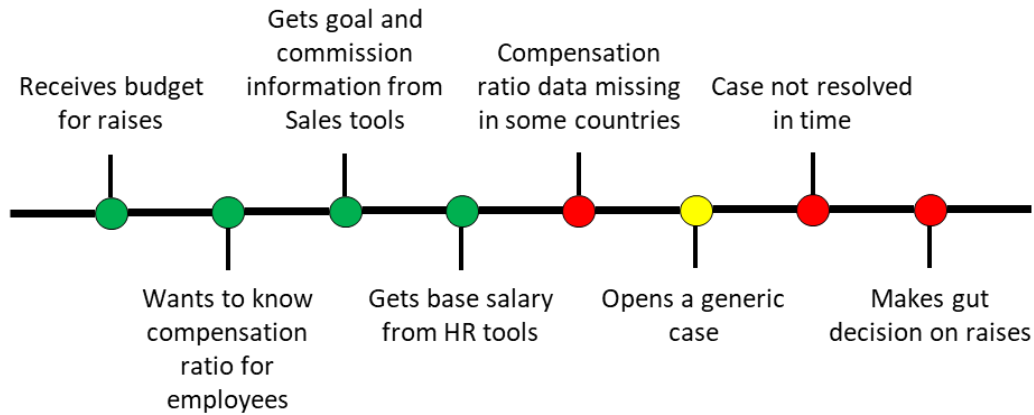 Receives budget
for raises
Wants to know
compensation
ratio for
employees
Gets goal and
commission
information from
Sales tools
Gets base salary
from HR tools
Compensation
ratio data missing
in some countries
Opens a generic
case
Case not resolved
in time
Makes gut
decision on raises